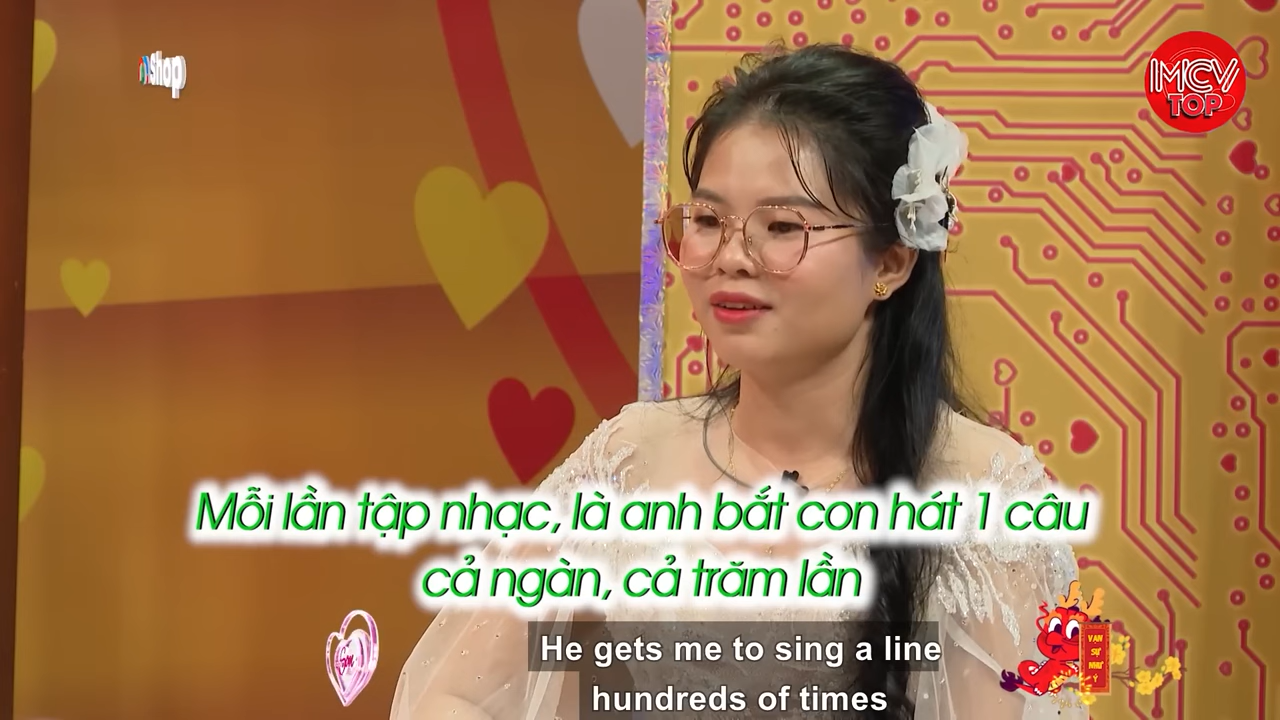 Shop
MCV
TOP
Mỗi lần tập nhạc, là anh bắt con hát 1 câu
cả ngàn, cả trăm lần
VẠN
SỰ
NHƯ
Ý
He gets me to sing a line
hundreds of times